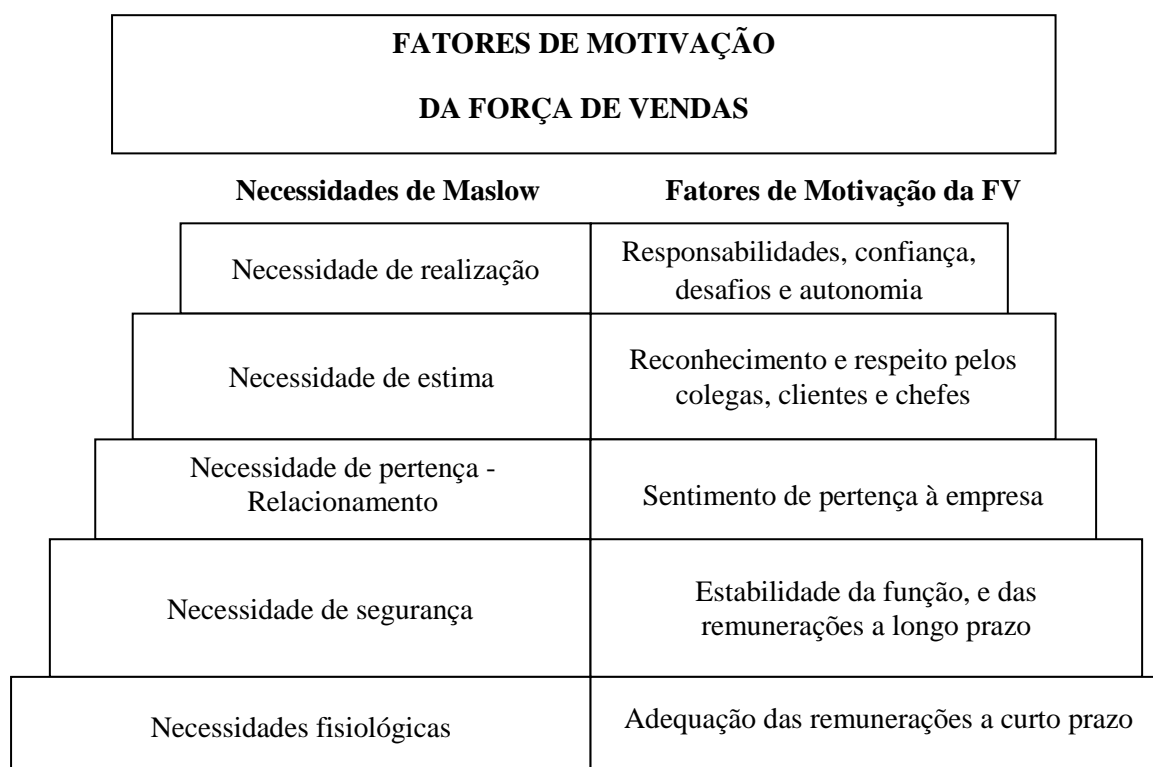 FATORES DE MOTIVAÇÃO
DA FORÇA DE VENDAS
Necessidades de Maslow
Fatores de Motivação da FV
Necessidade de realização
Responsabilidades, confiança,
desafios e autonomia
Necessidade de estima
Reconhecimento e respeito pelos
colegas, clientes e chefes
Necessidade de pertença -
Relacionamento
Sentimento de pertença à empresa
Necessidade de segurança
Estabilidade da função, e das
remunerações a longo prazo
Necessidades fisiológicas
Adequação das remunerações a curto prazo